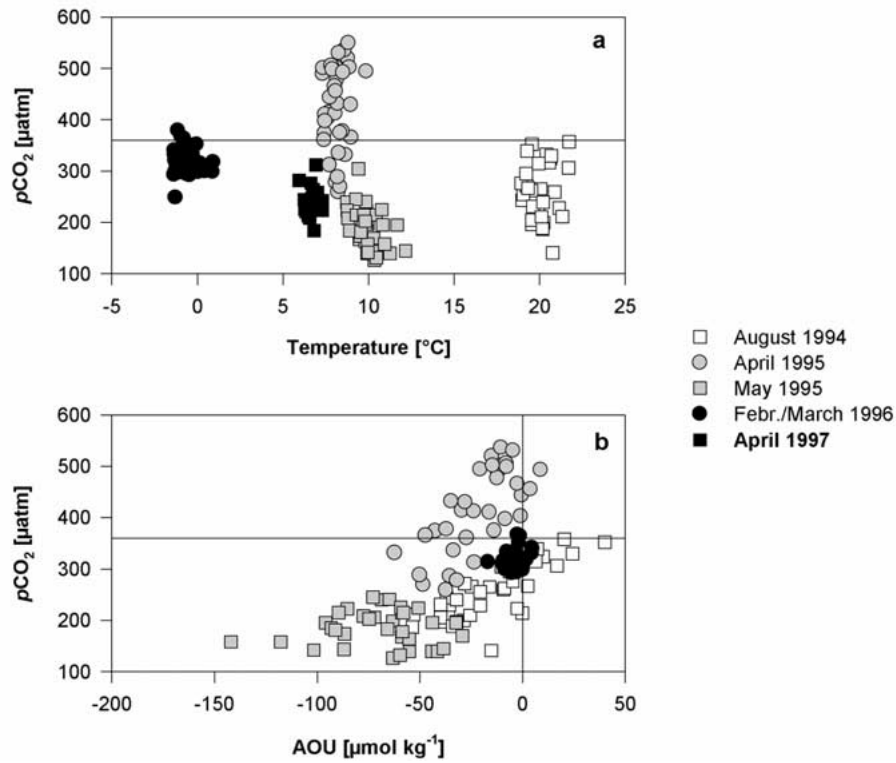 600
a
500
pCO₂ [µatm]
400
300
200
100
-5 0 5 10 15 20 25
Temperature [°C]
August 1994
April 1995
May 1995
Febr./March 1996
April 1997
600
b
500
pCO₂ [µatm]
400
300
200
100
-200 -150 -100 -50 0 50
AOU [µmol kg⁻¹]